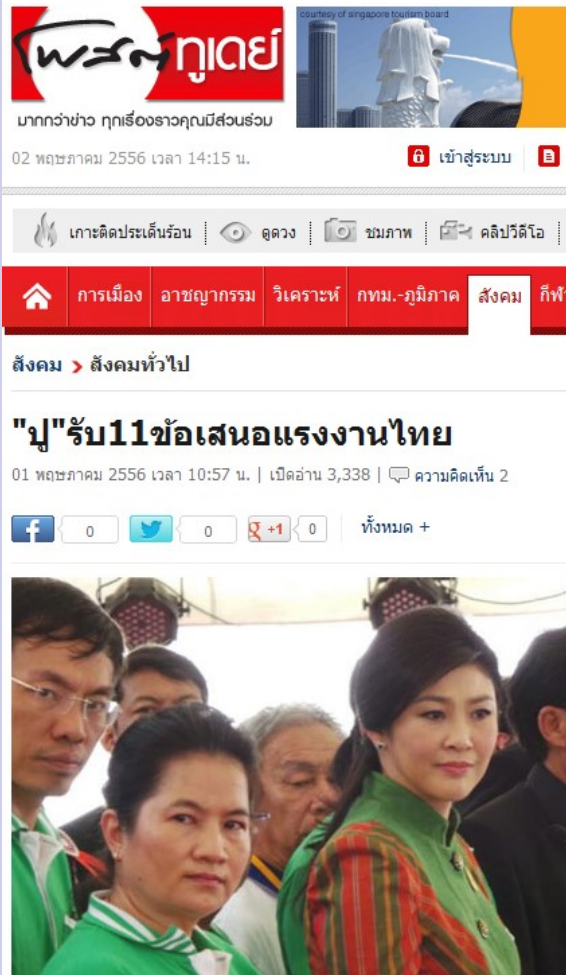 โพสต์ทูเดย์
มากกว่าข่าว ทุกเรื่องราวคุณมีส่วนร่วม
courtesy of singapore tourism board
02 พฤษภาคม 2556 เวลา 14:15 น.
เข้าสู่ระบบ
เกาะติดประเด็นร้อน
ดูดวง
ชมภาพ
คลิปวีดีโอ
การเมือง อาชญากรรม วิเคราะห์ กทม.-ภูมิภาค สังคม กีฬา
สังคม > สังคมทั่วไป
"ปู"รับ11ข้อเสนอแรงงานไทย
01 พฤษภาคม 2556 เวลา 10:57 น. | เปิดอ่าน 3,338 | ความคิดเห็น 2
f 0 0 g +1 0 ทั้งหมด +